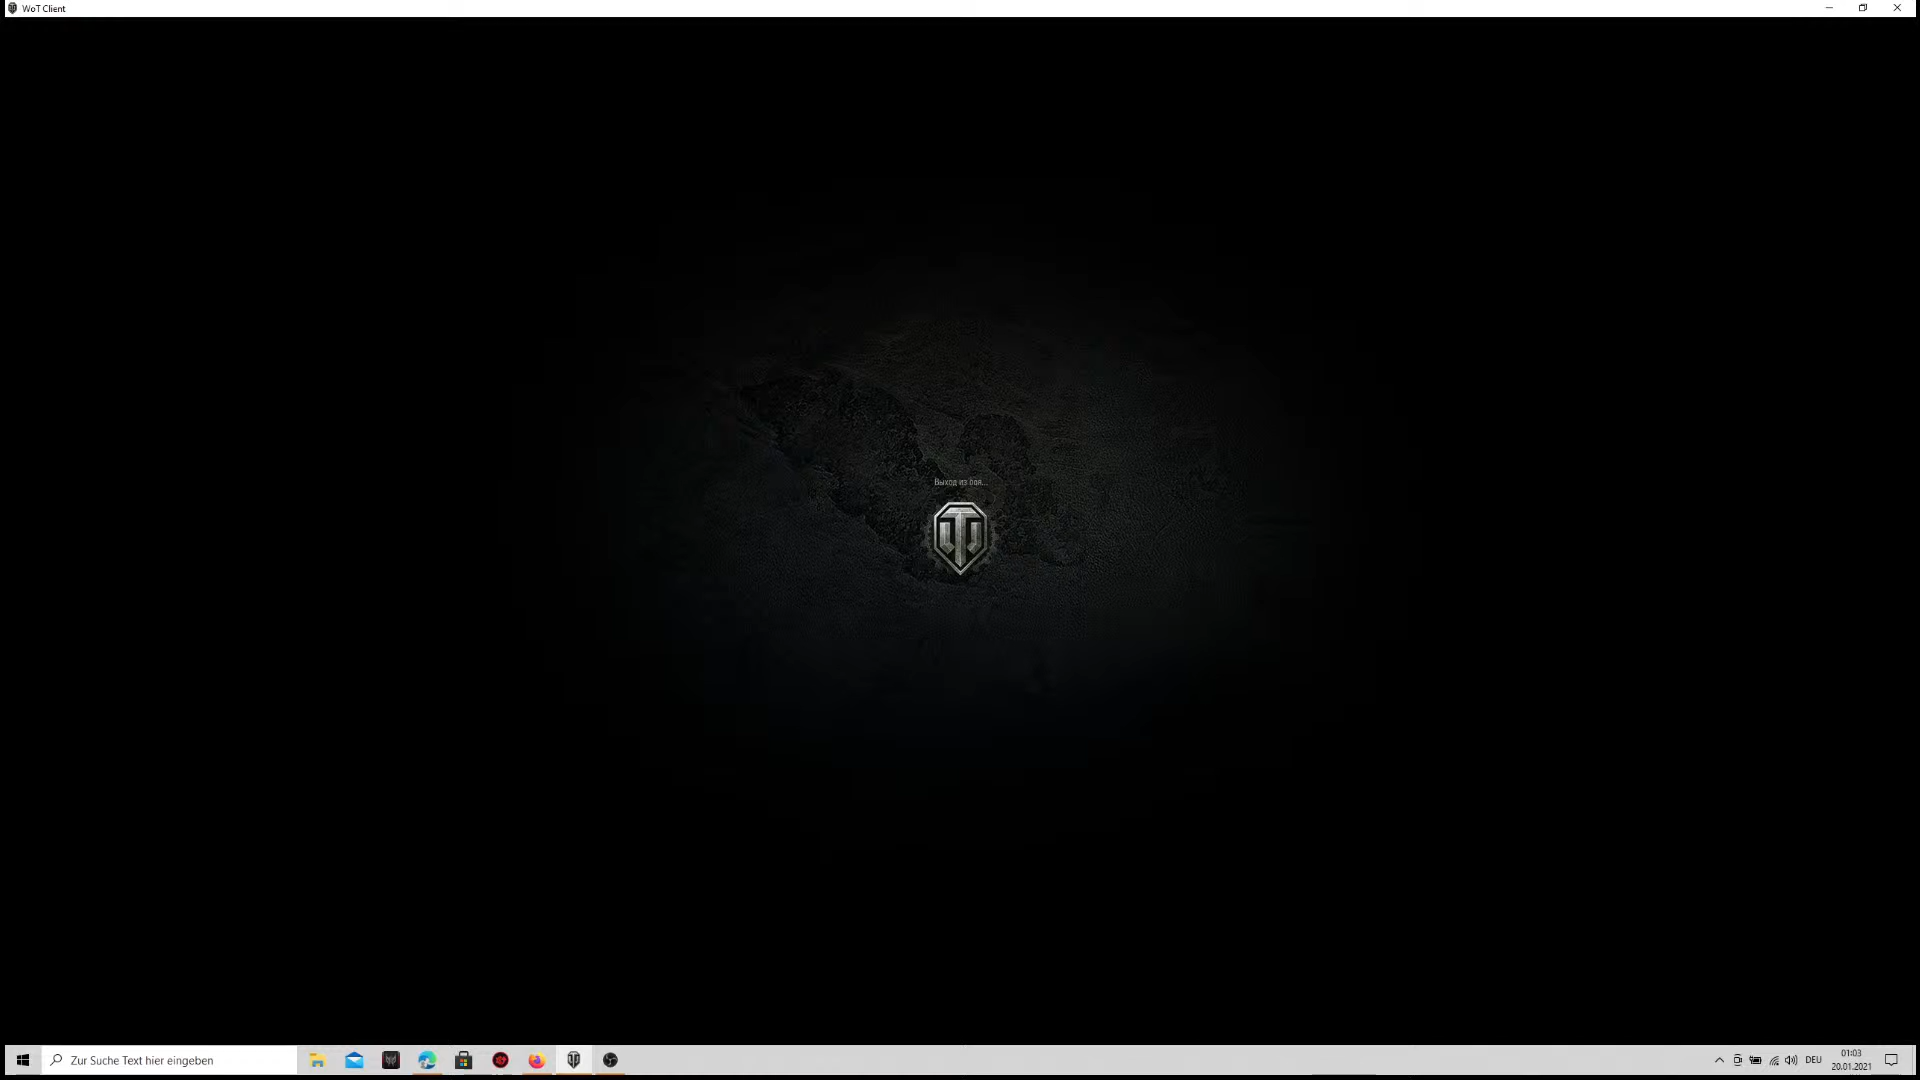 WoT Client
Выход из боя...
Zur Suche Text hier eingeben
DEU
01:03
20.01.2021